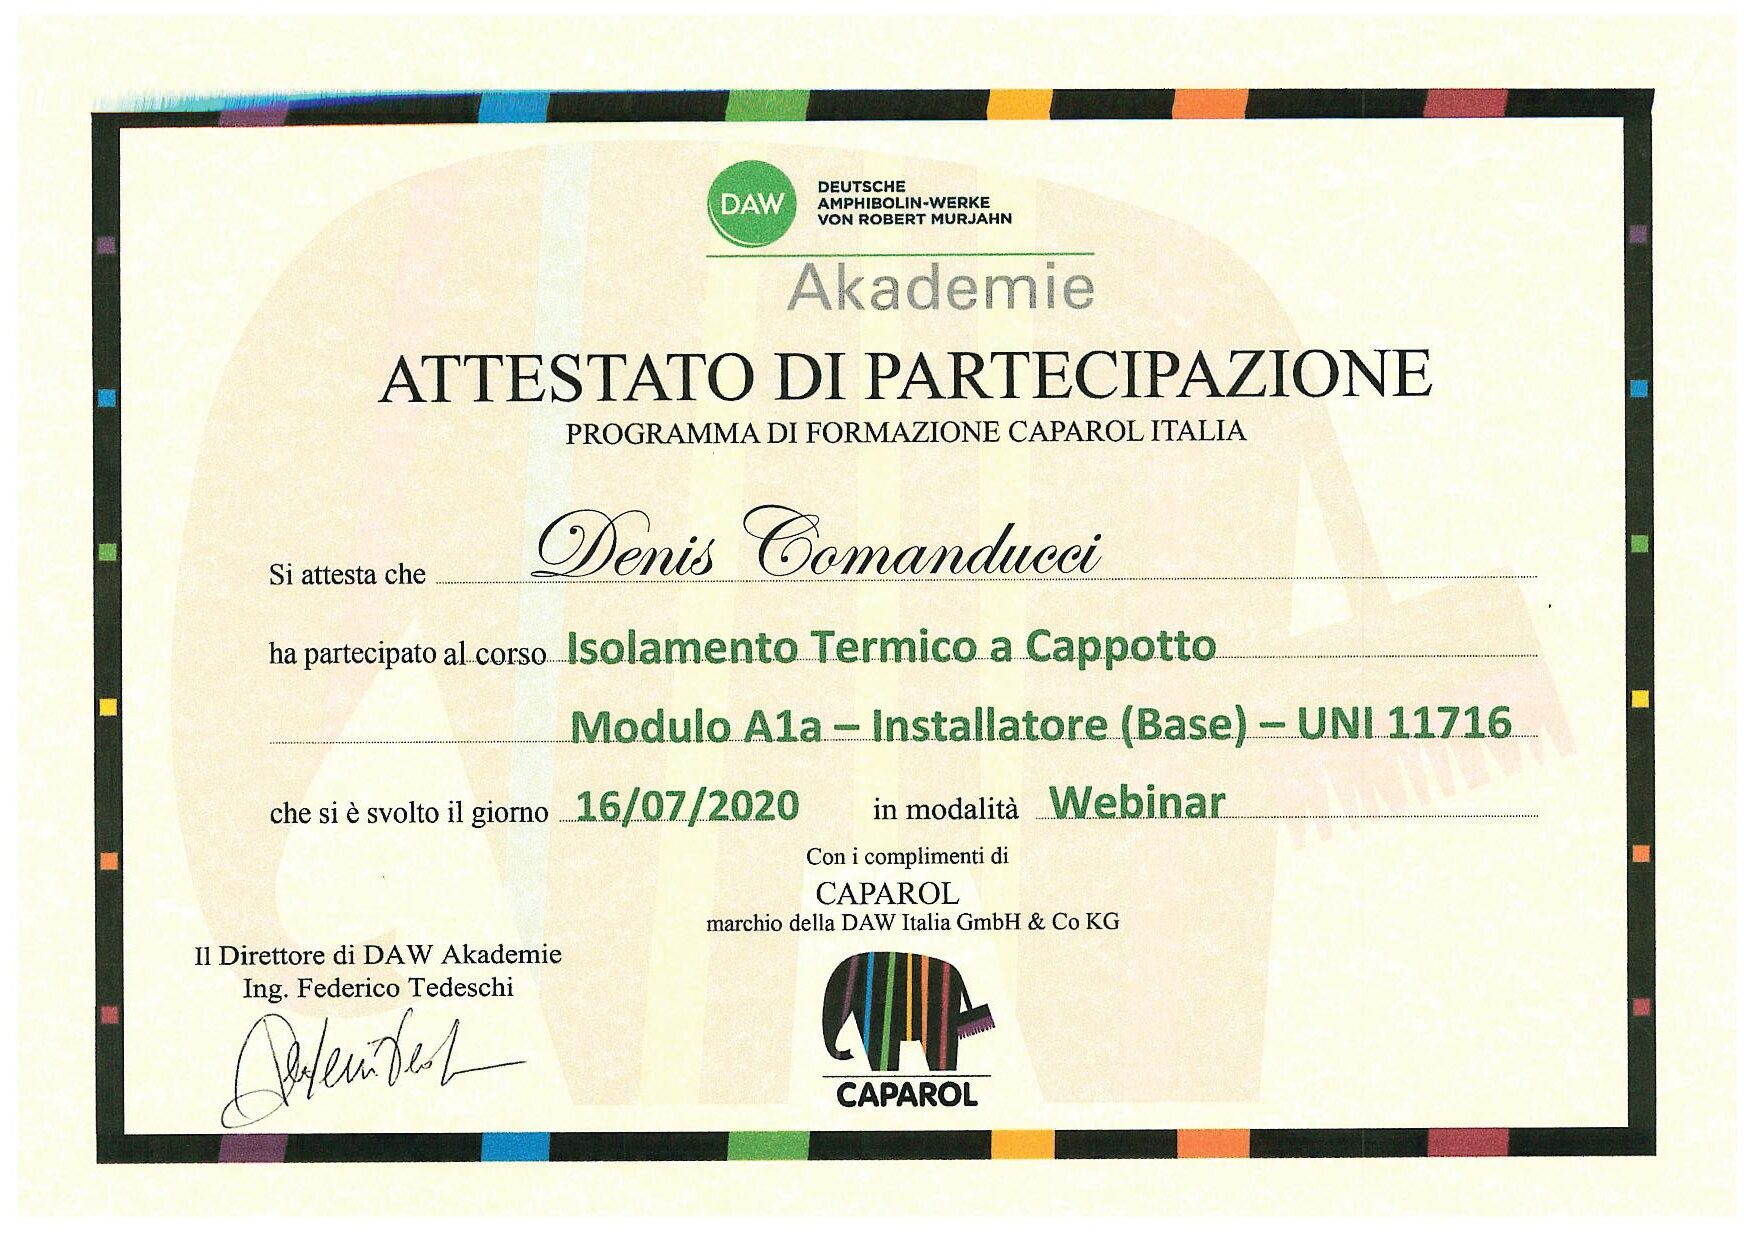 DAW
DEUTSCHE
AMPHIBOLIN-WERKE
VON ROBERT MURJAHN
Akademie
ATTESTATO DI PARTECIPAZIONE
PROGRAMMA DI FORMAZIONE CAPAROL ITALIA
Si attesta che Denis Comanducci
ha partecipato al corso Isolamento Termico a Cappotto
Modulo A1a – Installatore (Base) – UNI 11716
che si è svolto il giorno 16/07/2020 in modalità Webinar
Con i complimenti di
CAPAROL
marchio della DAW Italia GmbH & Co KG
Il Direttore di DAW Akademie
Ing. Federico Tedeschi
CAPAROL